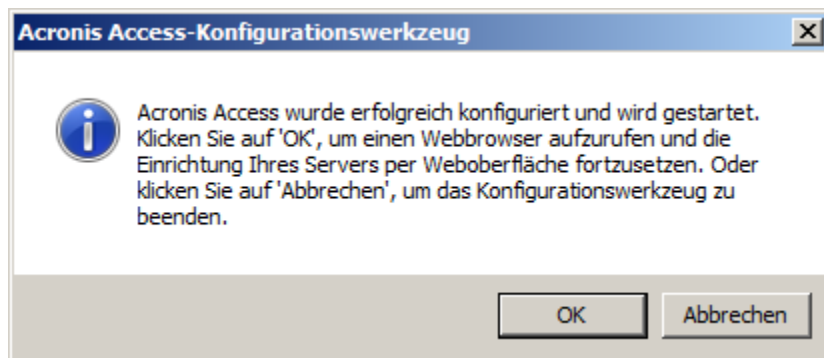 Acronis Access-Konfigurationswerkzeug
Acronis Access wurde erfolgreich konfiguriert und wird gestartet.
Klicken Sie auf 'OK', um einen Webbrowser aufzurufen und die
Einrichtung Ihres Servers per Weboberfläche fortzusetzen. Oder
klicken Sie auf 'Abbrechen', um das Konfigurationswerkzeug zu
beenden.
OK Abbrechen